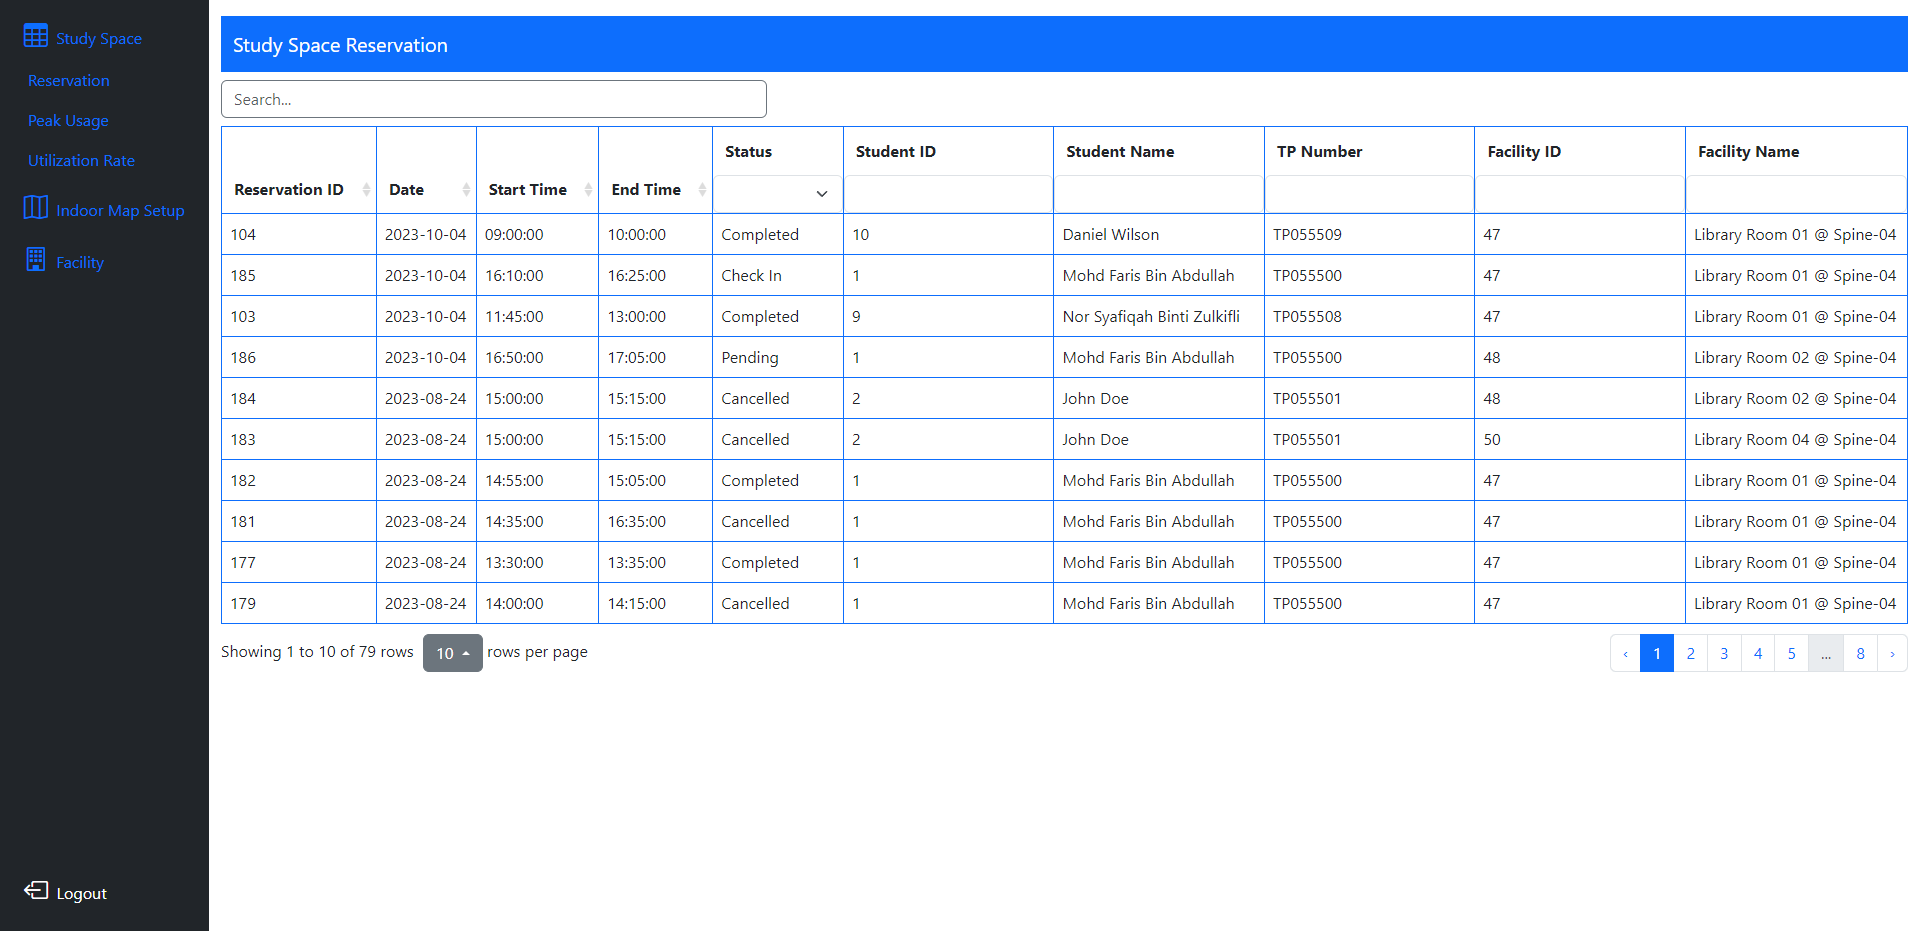 Study Space
Reservation
Peak Usage
Utilization Rate
Indoor Map Setup
Facility
Logout
Study Space Reservation
Search...
Reservation ID Date Start Time End Time Status Student ID Student Name TP Number Facility ID Facility Name
104 2023-10-04 09:00:00 10:00:00 Completed 10 Daniel Wilson TP055509 47 Library Room 01 @ Spine-04
185 2023-10-04 16:10:00 16:25:00 Check In 1 Mohd Faris Bin Abdullah TP055500 47 Library Room 01 @ Spine-04
103 2023-10-04 11:45:00 13:00:00 Completed 9 Nor Syafiqah Binti Zulkifli TP055508 47 Library Room 01 @ Spine-04
186 2023-10-04 16:50:00 17:05:00 Pending 1 Mohd Faris Bin Abdullah TP055500 48 Library Room 02 @ Spine-04
184 2023-08-24 15:00:00 15:15:00 Cancelled 2 John Doe TP055501 48 Library Room 02 @ Spine-04
183 2023-08-24 15:00:00 15:15:00 Cancelled 2 John Doe TP055501 50 Library Room 04 @ Spine-04
182 2023-08-24 14:55:00 15:05:00 Completed 1 Mohd Faris Bin Abdullah TP055500 47 Library Room 01 @ Spine-04
181 2023-08-24 14:35:00 16:35:00 Cancelled 1 Mohd Faris Bin Abdullah TP055500 47 Library Room 01 @ Spine-04
177 2023-08-24 13:30:00 13:35:00 Completed 1 Mohd Faris Bin Abdullah TP055500 47 Library Room 01 @ Spine-04
179 2023-08-24 14:00:00 14:15:00 Cancelled 1 Mohd Faris Bin Abdullah TP055500 47 Library Room 01 @ Spine-04
Showing 1 to 10 of 79 rows 10 rows per page ‹ 1 2 3 4 5 ... 8 ›